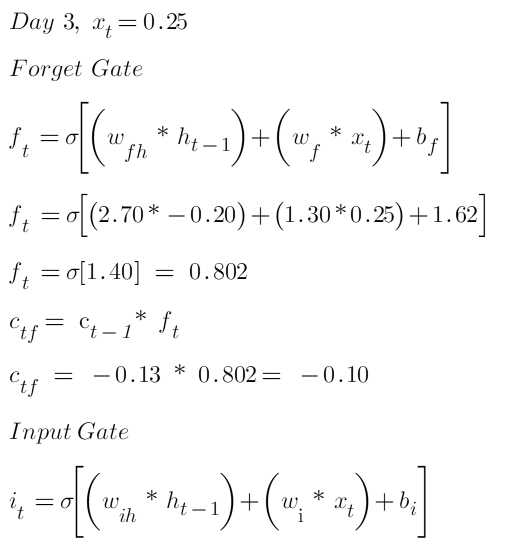 Day 3, x_t = 0.25
Forget Gate
f_t = σ[(w_fh * h_t−1) + (w_f * x_t) + b_f]
f_t = σ[(2.70 * −0.20) + (1.30 * 0.25) + 1.62]
f_t = σ[1.40] = 0.802
c_tf = c_t−1 * f_t
c_tf = −0.13 * 0.802 = −0.10
Input Gate
i_t = σ[(w_ih * h_t−1) + (w_i * x_t) + b_i]